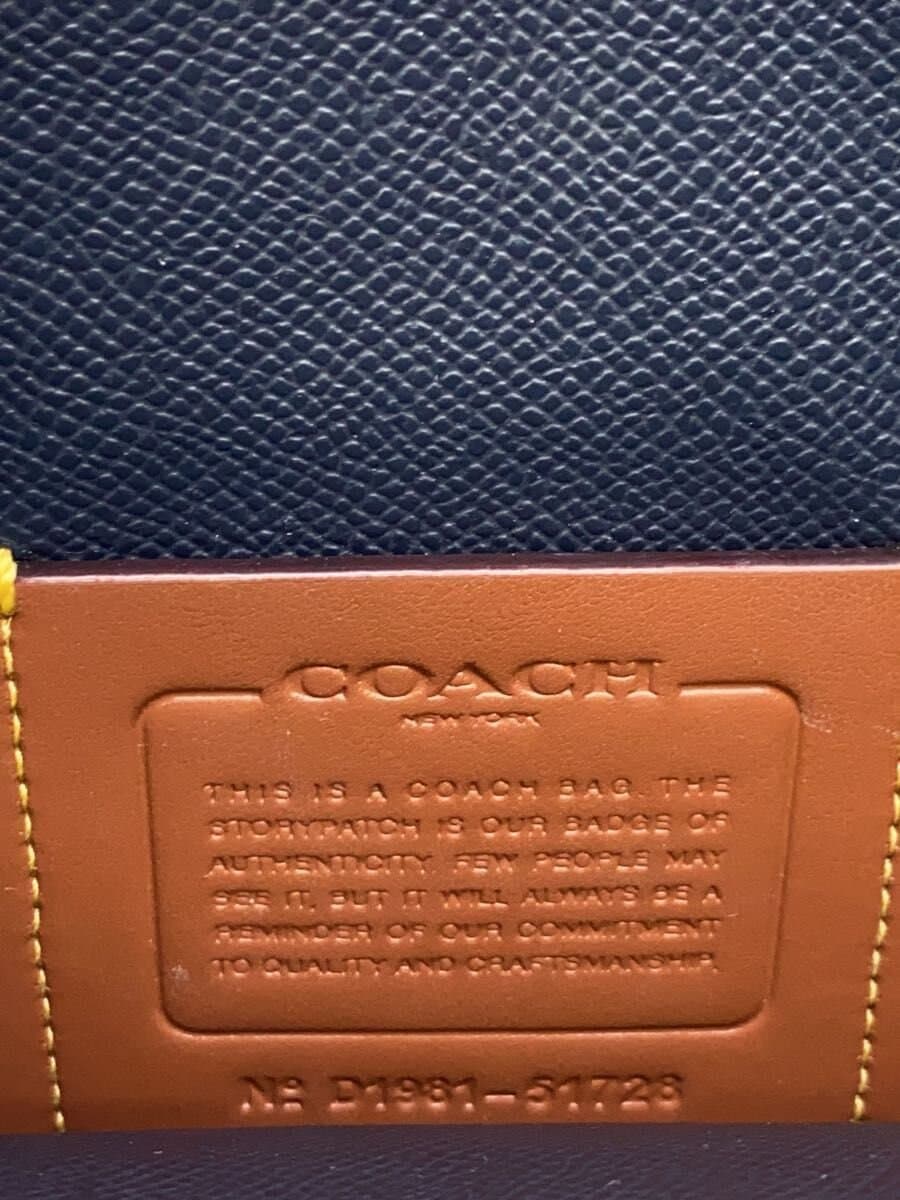 COACH
NEW YORK
THIS IS A COACH BAG. THE
STORYPATCH IS OUR BADGE OF
AUTHENTICITY. FEW PEOPLE MAY
SEE IT, BUT IT WILL ALWAYS BE A
REMINDER OF OUR COMMITMENT
TO QUALITY AND CRAFTSMANSHIP.
Nº D1981-51728